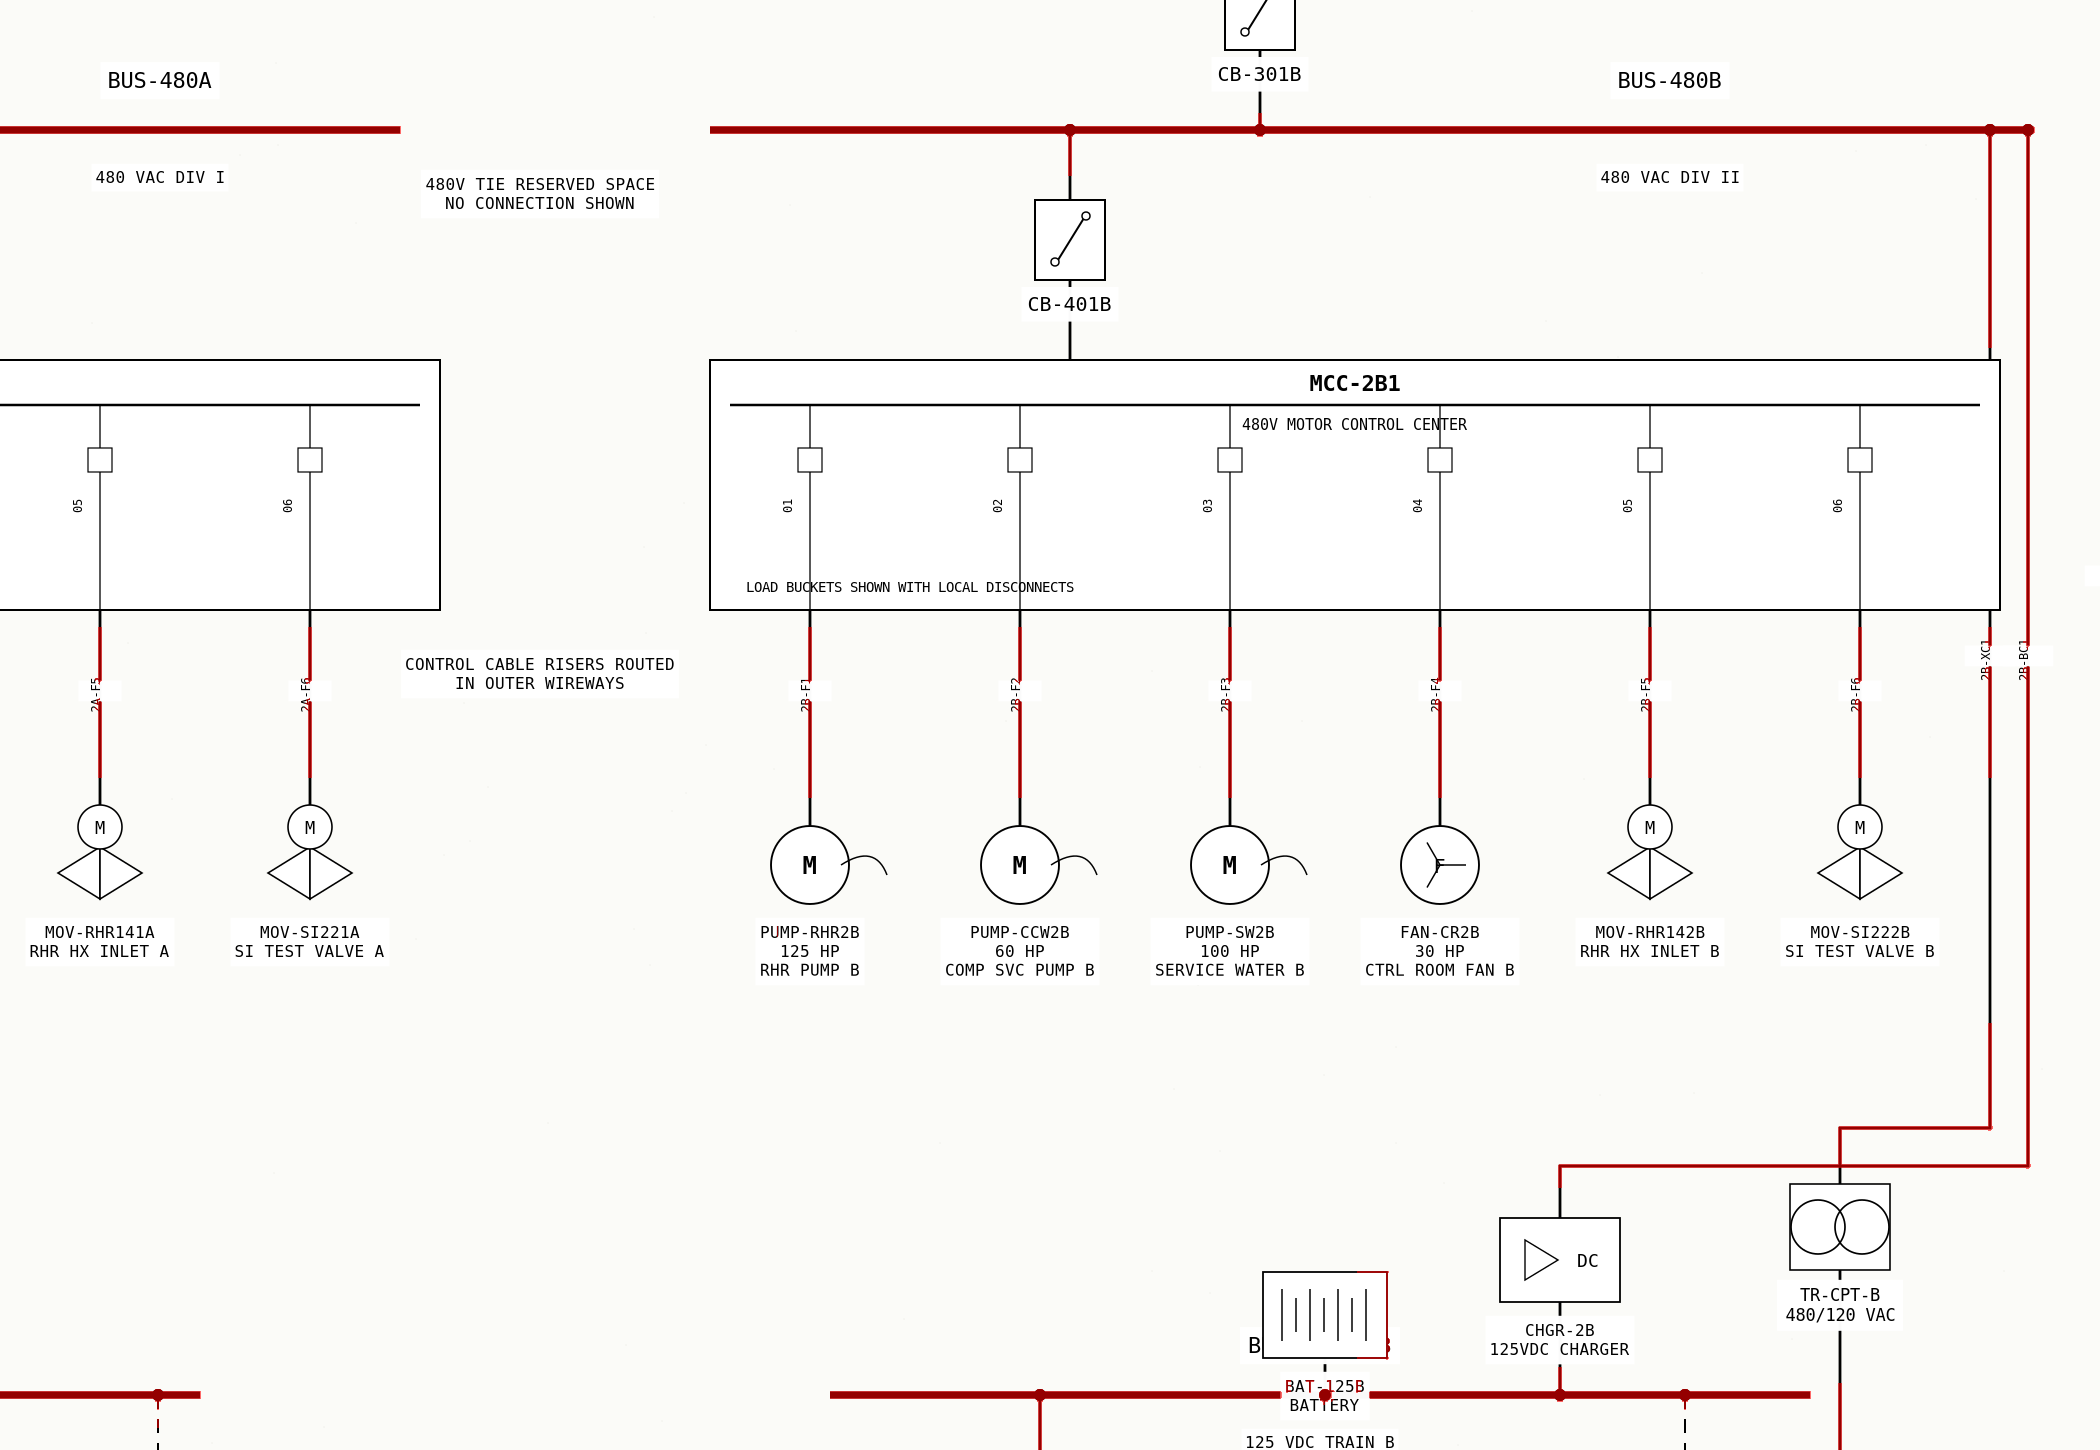 CB-301B
BUS-480A
BUS-480B
480 VAC DIV I
480V TIE RESERVED SPACE
NO CONNECTION SHOWN
480 VAC DIV II
CB-401B
MCC-2B1
480V MOTOR CONTROL CENTER
05
06
01
02
03
04
05
06
LOAD BUCKETS SHOWN WITH LOCAL DISCONNECTS
CONTROL CABLE RISERS ROUTED
IN OUTER WIREWAYS
2A-F5
2A-F6
2B-F1
2B-F2
2B-F3
2B-F4
2B-F5
2B-F6
2B-XC1
2B-BC1
M
M
M
M
M
F
M
M
MOV-RHR141A
RHR HX INLET A
MOV-SI221A
SI TEST VALVE A
PUMP-RHR2B
125 HP
RHR PUMP B
PUMP-CCW2B
60 HP
COMP SVC PUMP B
PUMP-SW2B
100 HP
SERVICE WATER B
FAN-CR2B
30 HP
CTRL ROOM FAN B
MOV-RHR142B
RHR HX INLET B
MOV-SI222B
SI TEST VALVE B
DC
CHGR-2B
125VDC CHARGER
TR-CPT-B
480/120 VAC
BAT-125B
BATTERY
125 VDC TRAIN B